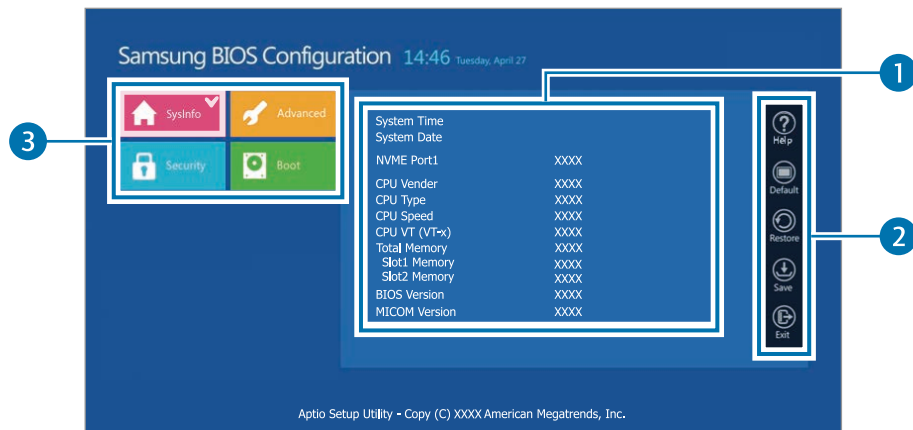 Samsung BIOS Configuration 14:46 Tuesday, April 27
1
3
SysInfo
Advanced
Security
Boot
System Time
System Date
NVME Port1 XXXX
CPU Vender XXXX
CPU Type XXXX
CPU Speed XXXX
CPU VT (VT-x) XXXX
Total Memory XXXX
Slot1 Memory XXXX
Slot2 Memory XXXX
BIOS Version XXXX
MICOM Version XXXX
Help
Default
Restore
Save
Exit
2
Aptio Setup Utility - Copy (C) XXXX American Megatrends, Inc.